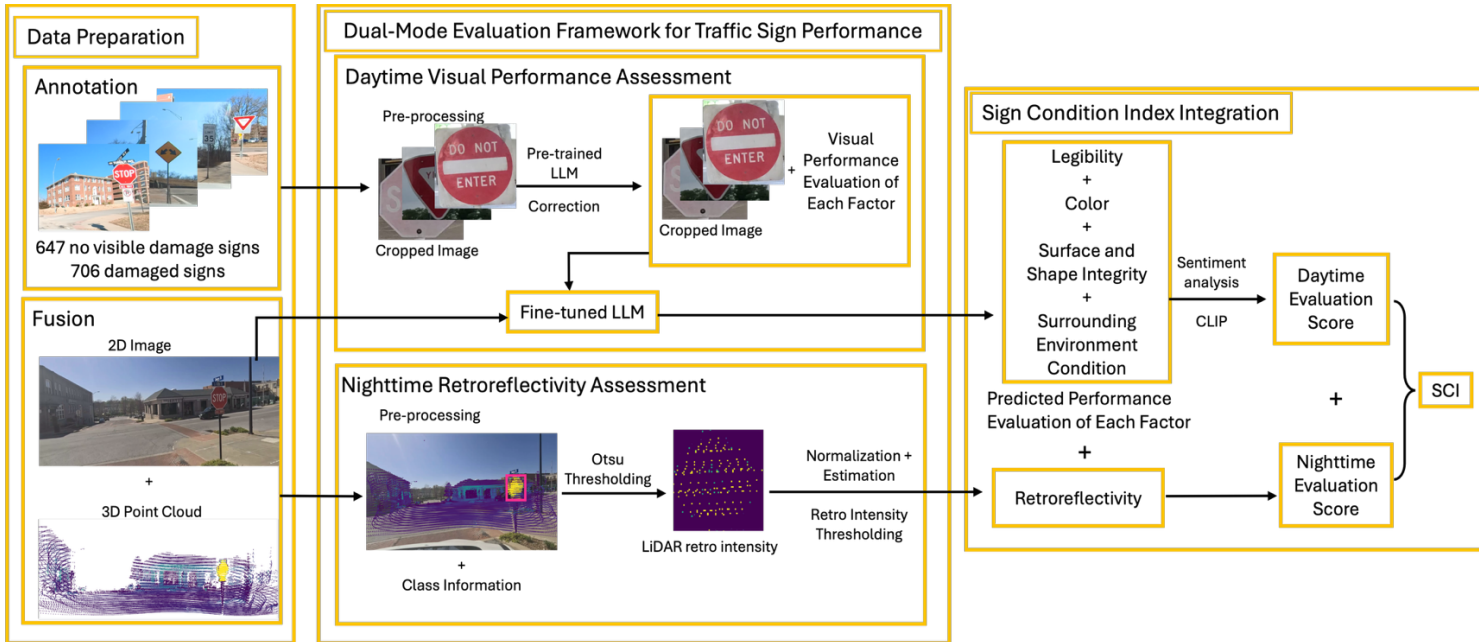 Data Preparation
Annotation
STOP
35
647 no visible damage signs
706 damaged signs
Fusion
2D Image
STOP
+
3D Point Cloud
Dual-Mode Evaluation Framework for Traffic Sign Performance
Daytime Visual Performance Assessment
Pre-processing
DO NOT
ENTER
Cropped Image
Pre-trained
LLM
Correction
DO NOT
ENTER
Cropped Image
+
Visual
Performance
Evaluation of
Each Factor
Fine-tuned LLM
Nighttime Retroreflectivity Assessment
Pre-processing
+
Class Information
Otsu
Thresholding
LiDAR retro intensity
Normalization +
Estimation
Retro Intensity
Thresholding
Sign Condition Index Integration
Legibility
+
Color
+
Surface and
Shape Integrity
+
Surrounding
Environment
Condition
Predicted Performance
Evaluation of Each Factor
+
Retroreflectivity
Sentiment
analysis
CLIP
Daytime
Evaluation
Score
+
Nighttime
Evaluation
Score
SCI